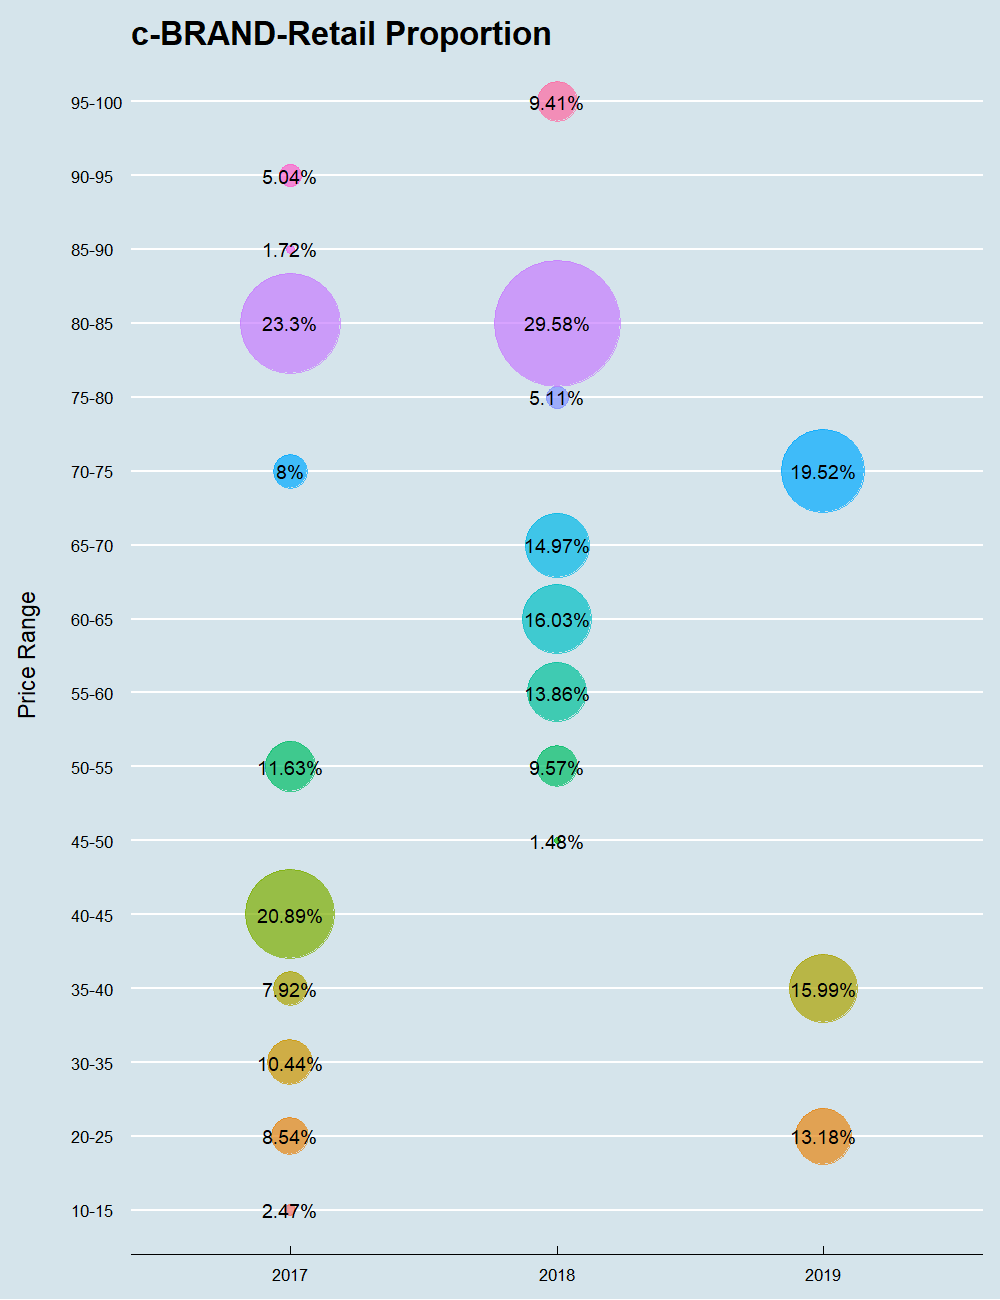 c-BRAND-Retail Proportion
95-100 9.41%
90-95 5.04%
85-90 1.72%
80-85 23.3% 29.58%
75-80 5.11%
70-75 8% 19.52%
65-70 14.97%
60-65 16.03%
55-60 13.86%
50-55 11.63% 9.57%
45-50 1.48%
40-45 20.89%
35-40 7.92% 15.99%
30-35 10.44%
20-25 8.54% 13.18%
10-15 2.47%
2017 2018 2019
Price Range